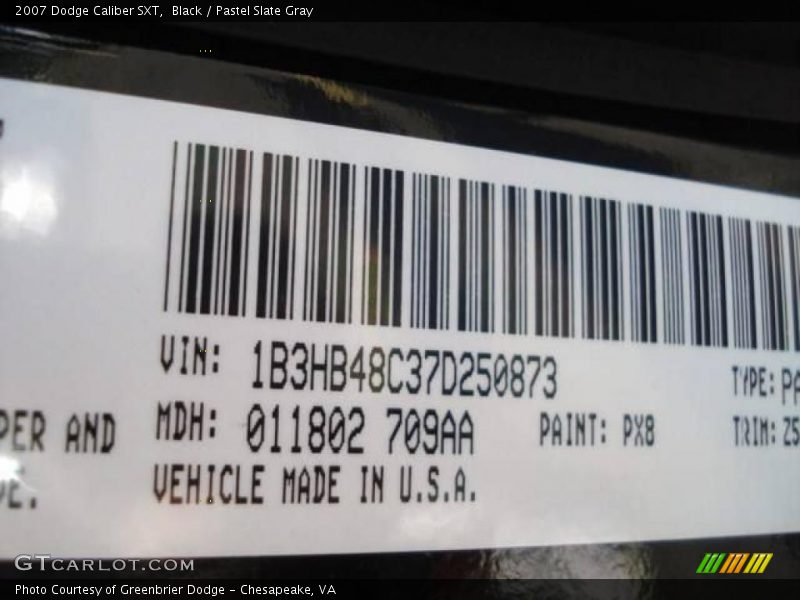 2007 Dodge Caliber SXT,  Black / Pastel Slate Gray
VIN: 1B3HB48C37D250873 TYPE: PA
PER AND MDH: 011802 709AA PAINT: PX8 TRIM: Z5
VE. VEHICLE MADE IN U.S.A.
GTCARLOT.COM
Photo Courtesy of Greenbrier Dodge - Chesapeake, VA